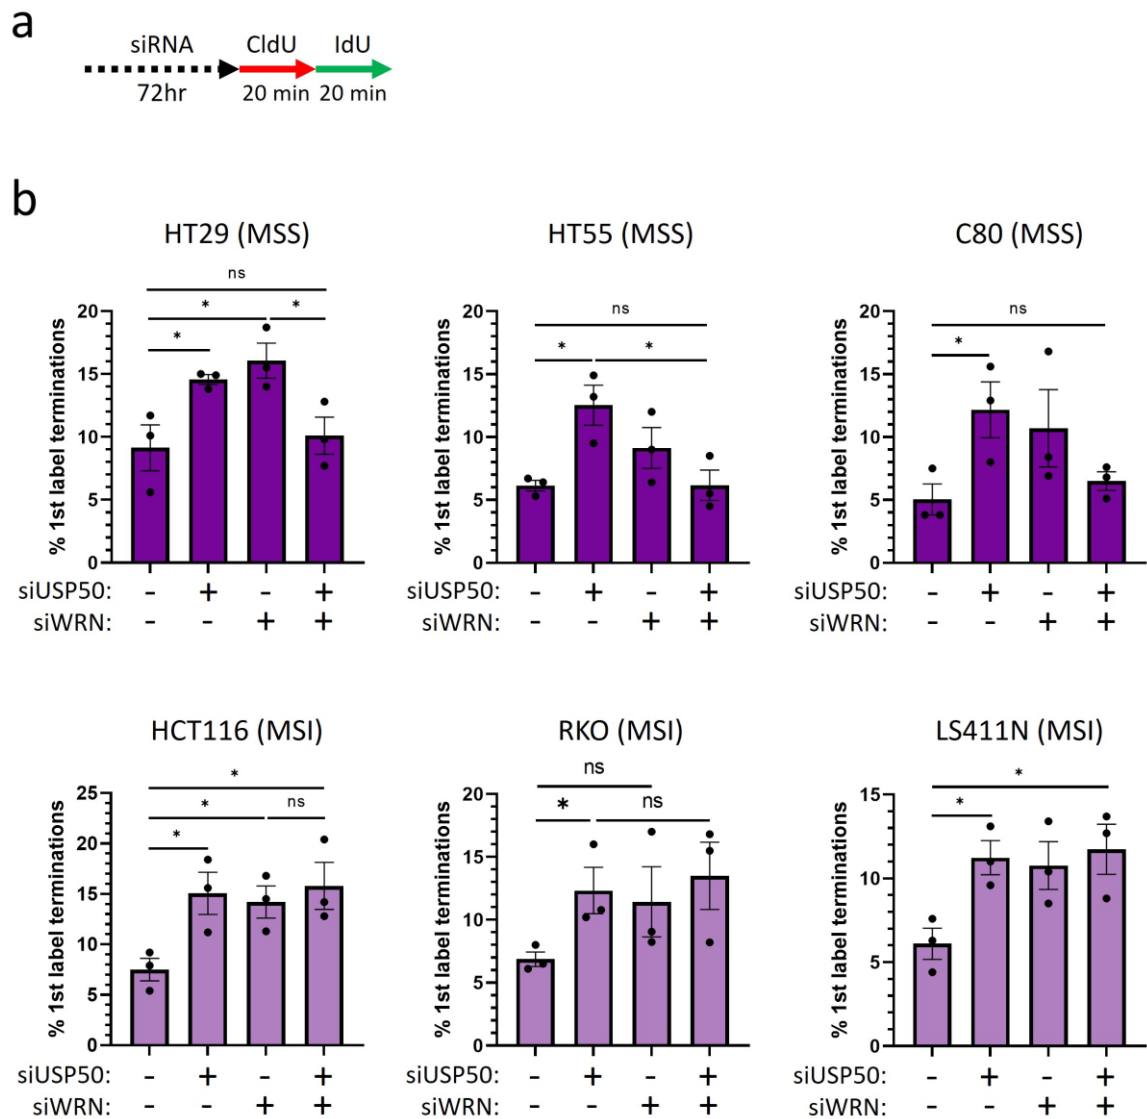 a
siRNA CldU IdU
72hr 20 min 20 min
b
HT29 (MSS)
ns
* *
*
% 1st label terminations
20
15
10
5
0
siUSP50: - + - +
siWRN: - - + +
HT55 (MSS)
ns
* *
% 1st label terminations
20
15
10
5
0
- + - +
- - + +
C80 (MSS)
ns
*
% 1st label terminations
20
15
10
5
0
siUSP50: - + - +
siWRN: - - + +
HCT116 (MSI)
*
* ns
*
% 1st label terminations
25
20
15
10
5
0
siUSP50: - + - +
siWRN: - - + +
RKO (MSI)
ns
* ns
% 1st label terminations
20
15
10
5
0
siUSP50: - + - +
siWRN: - - + +
LS411N (MSI)
*
*
% 1st label terminations
15
10
5
0
siUSP50: - + - +
siWRN: - - + +